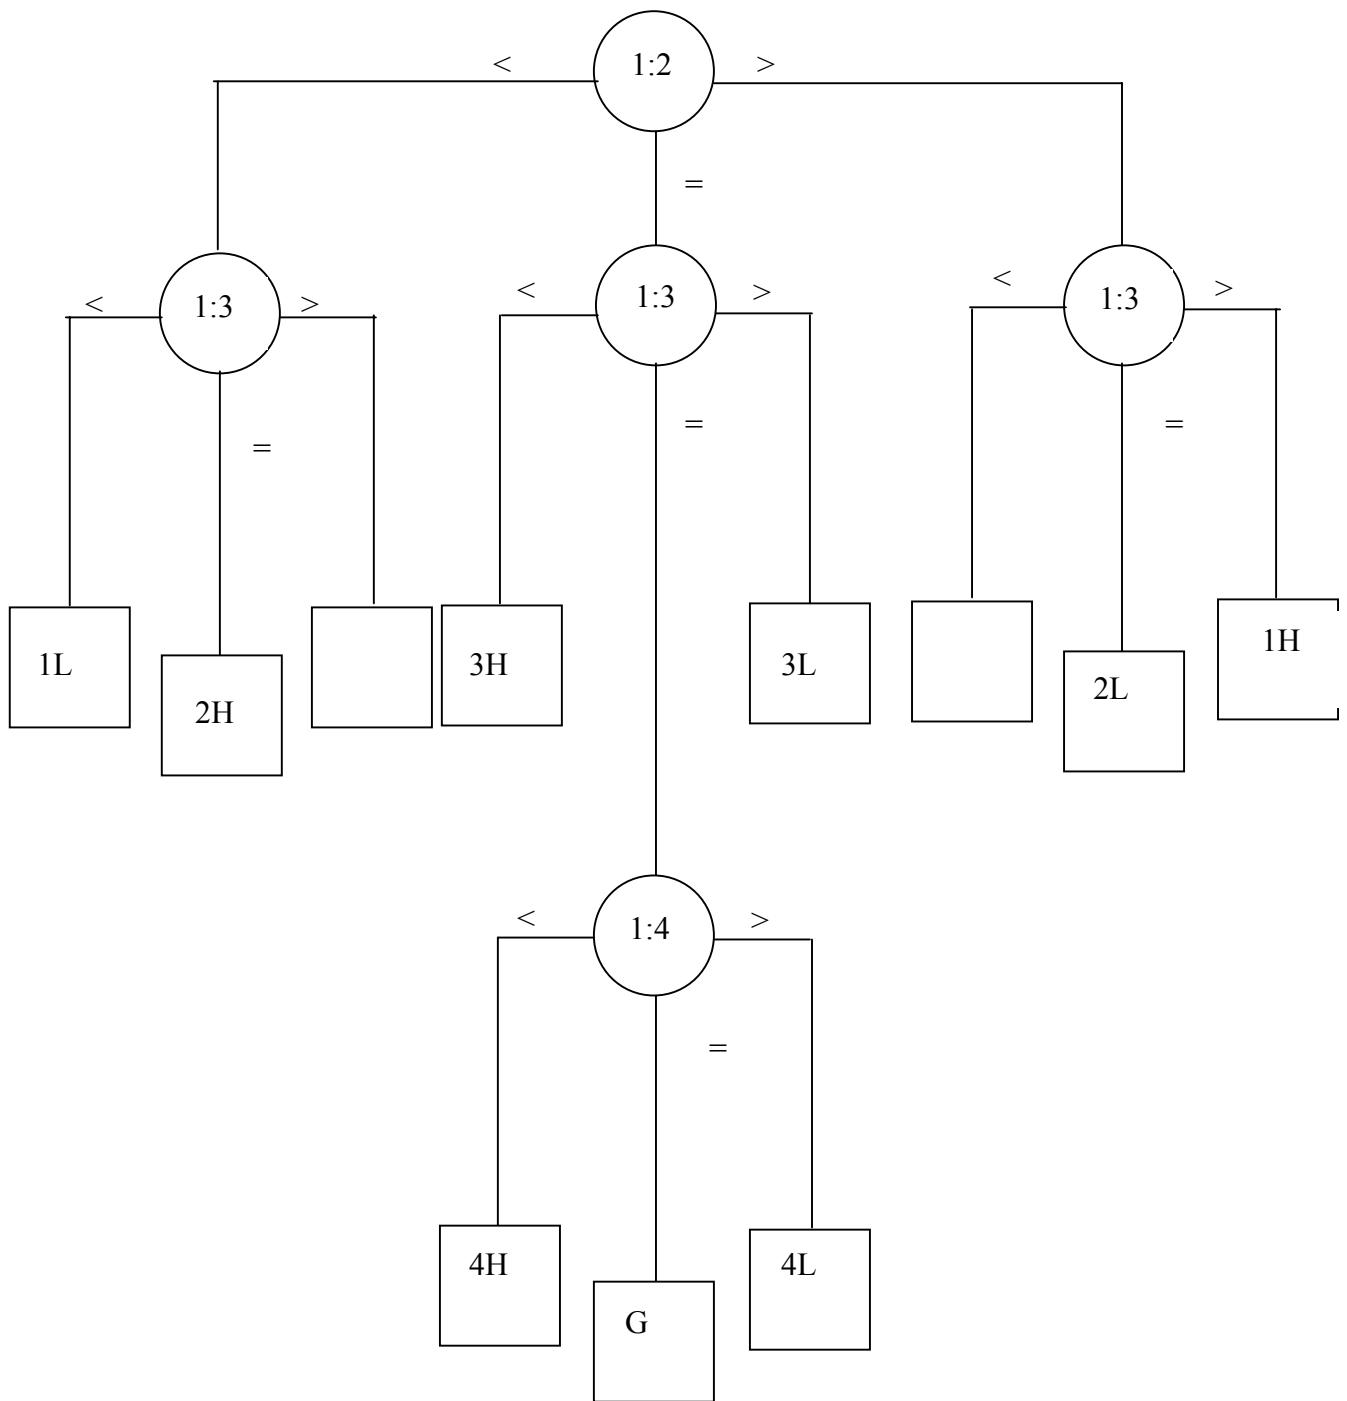 < 1:2 >
=
< 1:3 > < 1:3 > < 1:3 >
= = =
1L 2H 3H 3L 2L 1H
< 1:4 >
=
4H G 4L